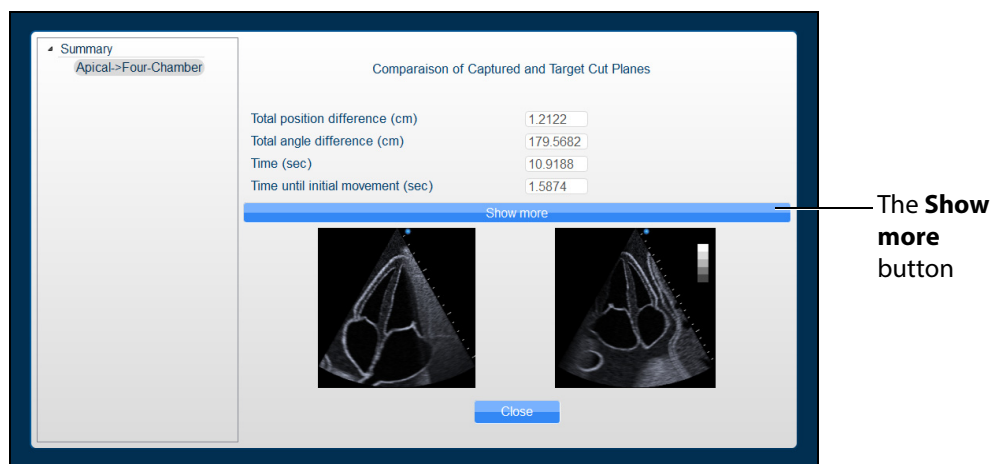 Summary
Apical->Four-Chamber
Comparaison of Captured and Target Cut Planes
Total position difference (cm) 1.2122
Total angle difference (cm) 179.5682
Time (sec) 10.9188
Time until initial movement (sec) 1.5874
Show more
Close
The Show
more
button